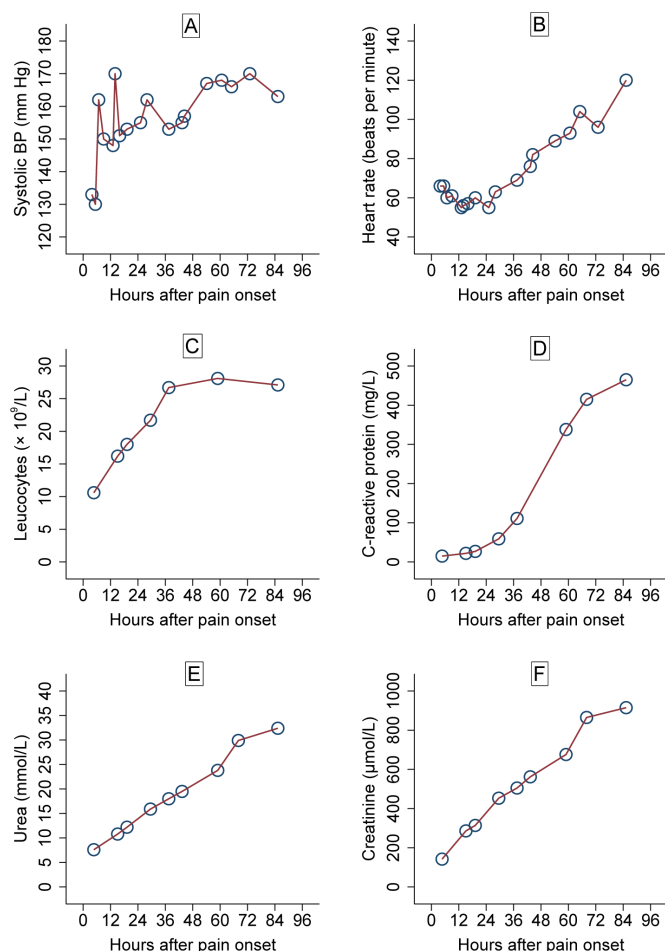 A
Systolic BP (mm Hg)
120 130 140 150 160 170 180
0 12 24 36 48 60 72 84 96
Hours after pain onset
B
Heart rate (beats per minute)
40 60 80 100 120 140
0 12 24 36 48 60 72 84 96
Hours after pain onset
C
Leucocytes (× 10⁹/L)
0 5 10 15 20 25 30
0 12 24 36 48 60 72 84 96
Hours after pain onset
D
C-reactive protein (mg/L)
0 100 200 300 400 500
0 12 24 36 48 60 72 84 96
Hours after pain onset
E
Urea (mmol/L)
0 5 10 15 20 25 30 35 40
0 12 24 36 48 60 72 84 96
Hours after pain onset
F
Creatinine (μmol/L)
0 200 400 600 800 1000
0 12 24 36 48 60 72 84 96
Hours after pain onset